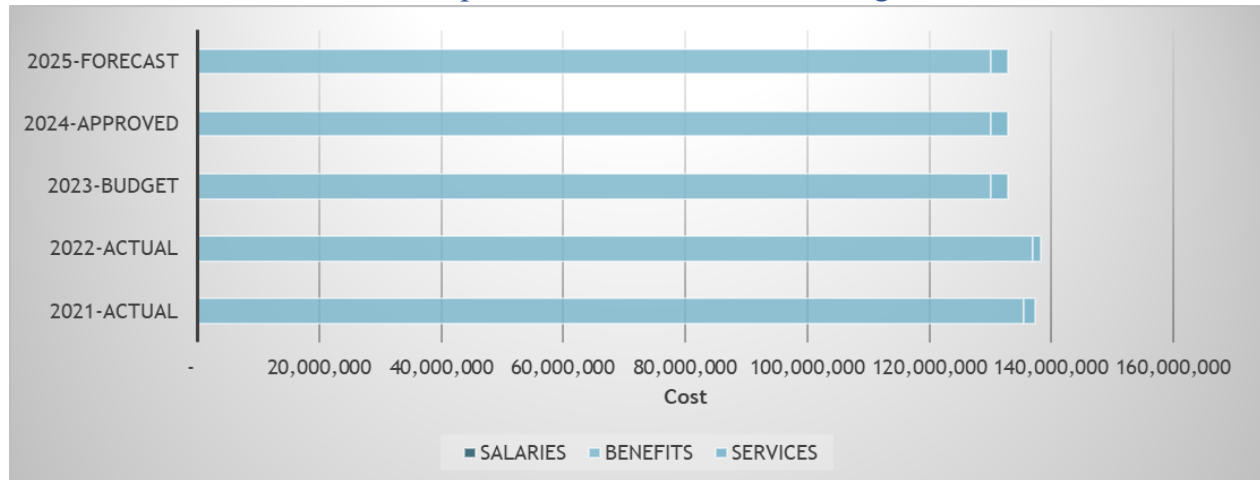 2025-FORECAST
2024-APPROVED
2023-BUDGET
2022-ACTUAL
2021-ACTUAL
- 20,000,000 40,000,000 60,000,000 80,000,000 100,000,000 120,000,000 140,000,000 160,000,000
Cost
SALARIES BENEFITS SERVICES